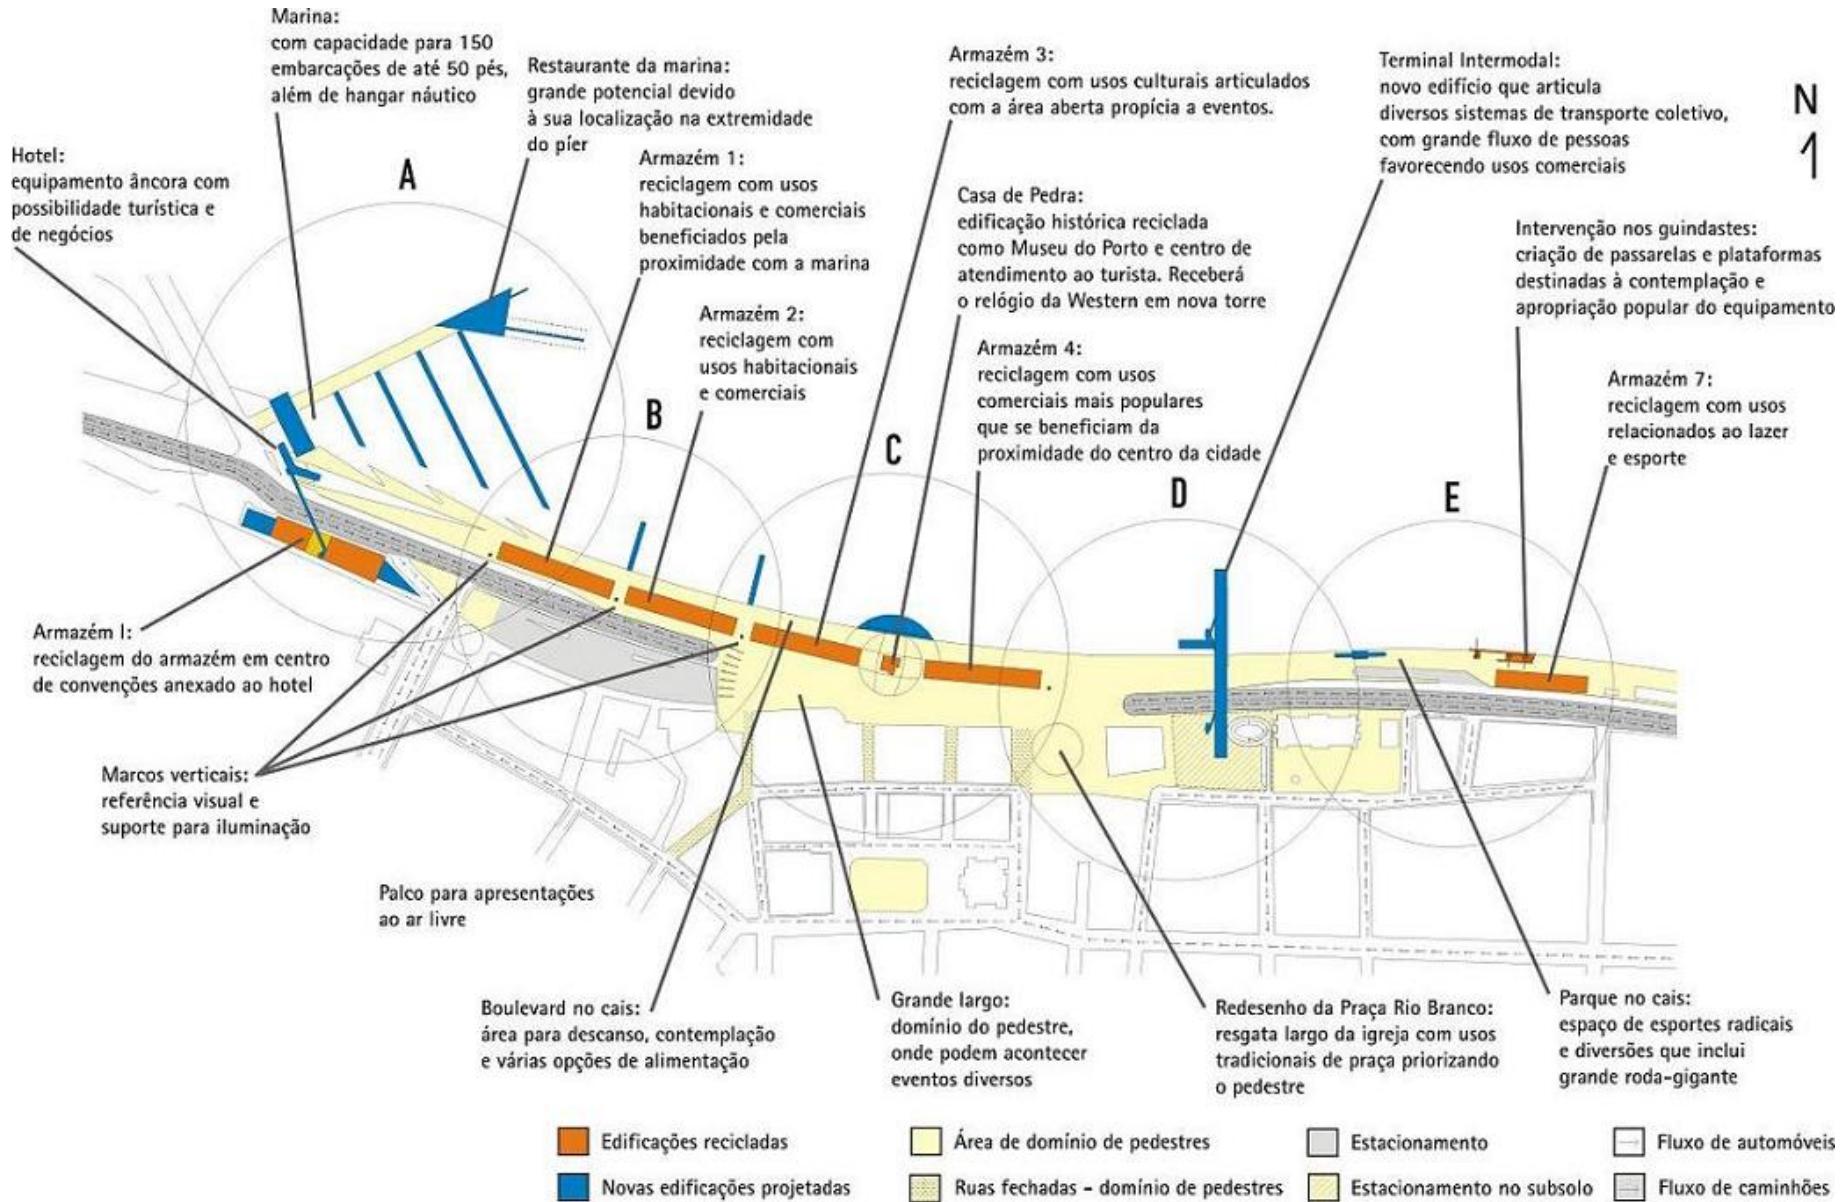 Marina:
com capacidade para 150
embarcações de até 50 pés,
além de hangar náutico
Restaurante da marina:
grande potencial devido
à sua localização na extremidade
do píer
Armazém 3:
reciclagem com usos culturais articulados
com a área aberta propícia a eventos.
Terminal Intermodal:
novo edifício que articula
diversos sistemas de transporte coletivo,
com grande fluxo de pessoas
favorecendo usos comerciais
N
Hotel:
equipamento âncora com
possibilidade turística e
de negócios
A
Armazém 1:
reciclagem com usos
habitacionais e comerciais
beneficiados pela
proximidade com a marina
Casa de Pedra:
edificação histórica reciclada
como Museu do Porto e centro de
atendimento ao turista. Receberá
o relógio da Western em nova torre
Intervenção nos guindastes:
criação de passarelas e plataformas
destinadas à contemplação e
apropriação popular do equipamento
Armazém 2:
reciclagem com
usos habitacionais
e comerciais
Armazém 4:
reciclagem com usos
comerciais mais populares
que se beneficiam da
proximidade do centro da cidade
Armazém 7:
reciclagem com usos
relacionados ao lazer
e esporte
B
C
D
E
Armazém I:
reciclagem do armazém em centro
de convenções anexado ao hotel
Marcos verticais:
referência visual e
suporte para iluminação
Palco para apresentações
ao ar livre
Boulevard no cais:
área para descanso, contemplação
e várias opções de alimentação
Grande largo:
domínio do pedestre,
onde podem acontecer
eventos diversos
Redesenho da Praça Rio Branco:
resgata largo da igreja com usos
tradicionais de praça priorizando
o pedestre
Parque no cais:
espaço de esportes radicais
e diversões que inclui
grande roda-gigante
Edificações recicladas
Área de domínio de pedestres
Estacionamento
Fluxo de automóveis
Novas edificações projetadas
Ruas fechadas - domínio de pedestres
Estacionamento no subsolo
Fluxo de caminhões